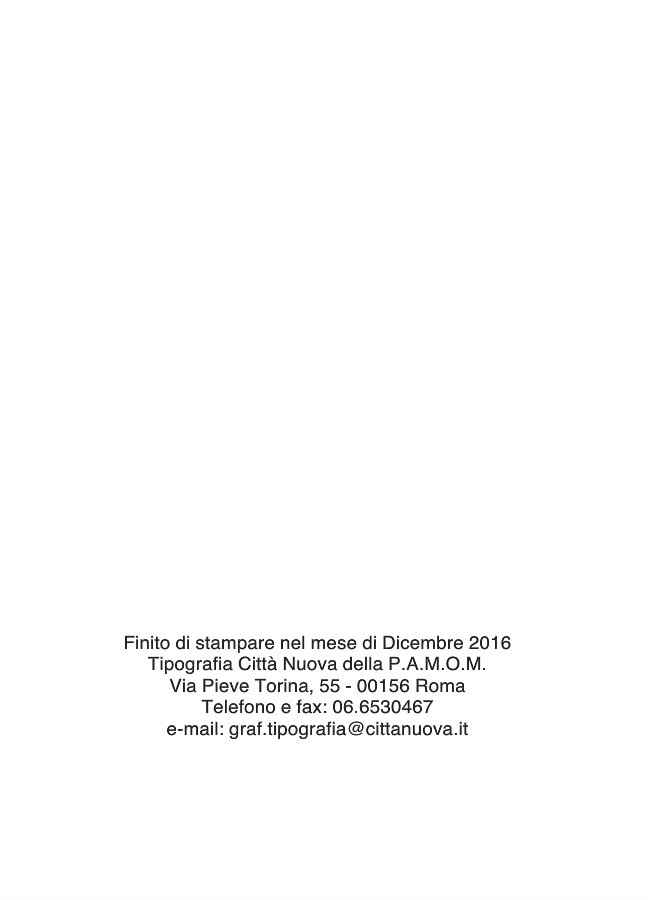 Finito di stampare nel mese di Dicembre 2016
Tipografia Città Nuova della P.A.M.O.M.
Via Pieve Torina, 55 - 00156 Roma
Telefono e fax: 06.6530467
e-mail: graf.tipografia@cittanuova.it